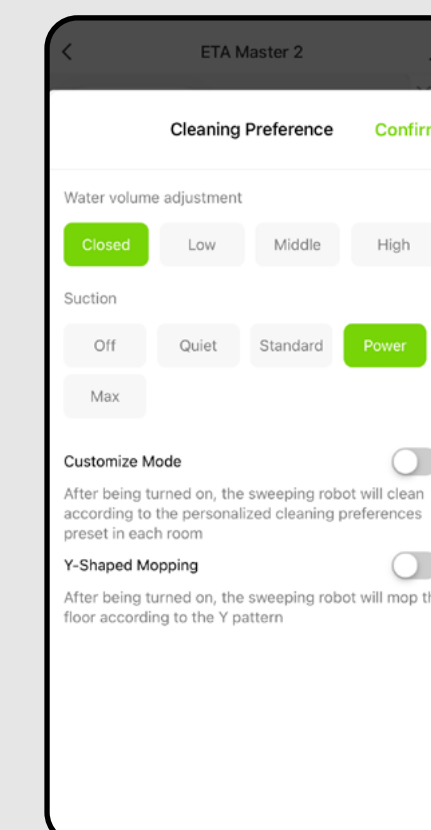 ETA Master 2
Cleaning Preference Confirm
Water volume adjustment
Closed Low Middle High
Suction
Off Quiet Standard Power
Max
Customize Mode
After being turned on, the sweeping robot will clean
according to the personalized cleaning preferences
preset in each room
Y-Shaped Mopping
After being turned on, the sweeping robot will mop th
floor according to the Y pattern